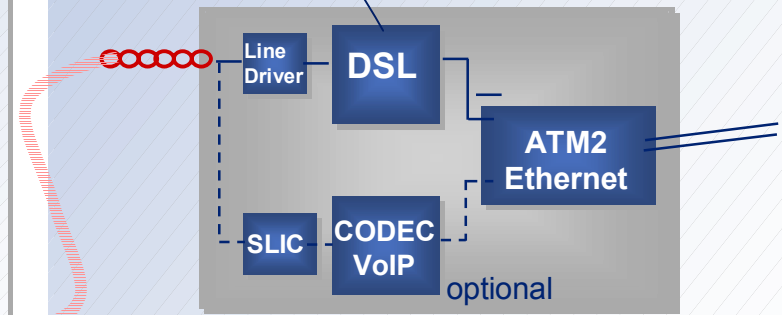 Line
Driver
DSL
ATM2
Ethernet
SLIC
CODEC
VoIP
optional